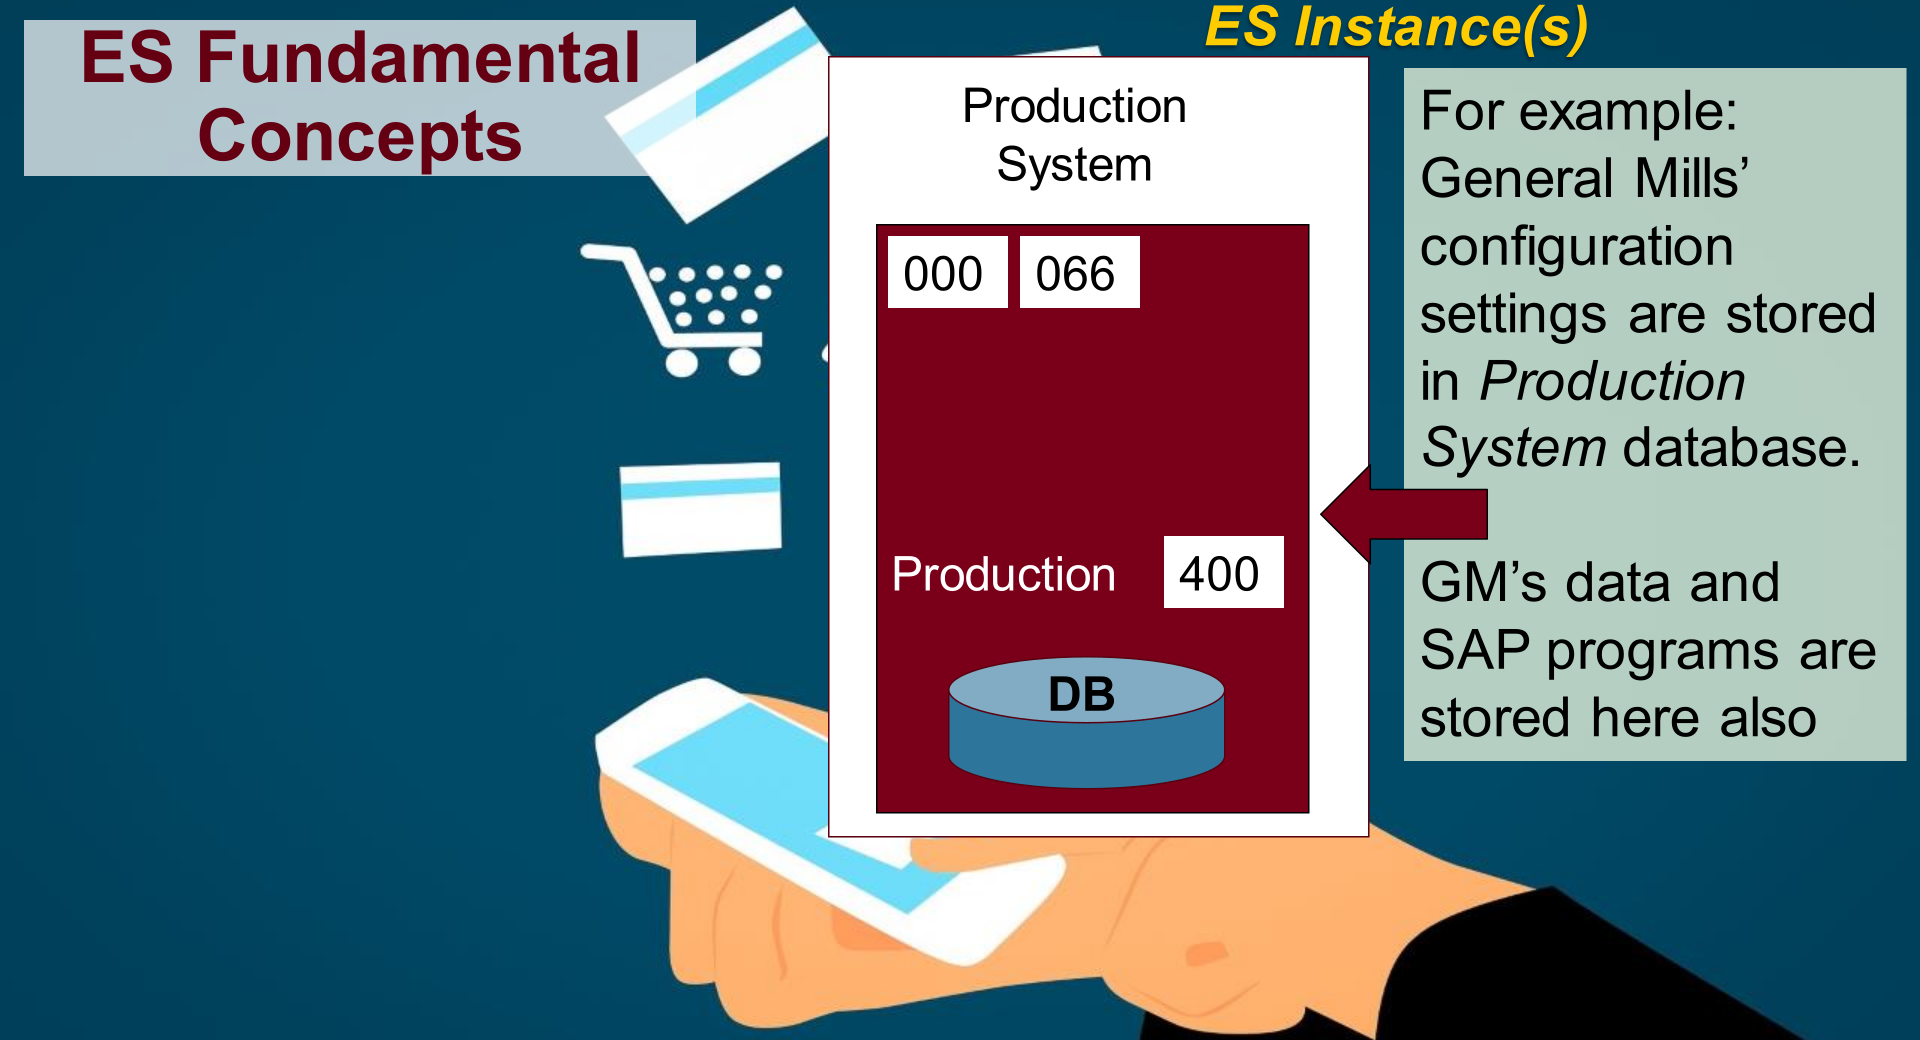 ES Fundamental
Concepts
ES Instance(s)
Production
System
000
066
Production
400
DB
For example:
General Mills’
configuration
settings are stored
in Production
System database.
GM’s data and
SAP programs are
stored here also